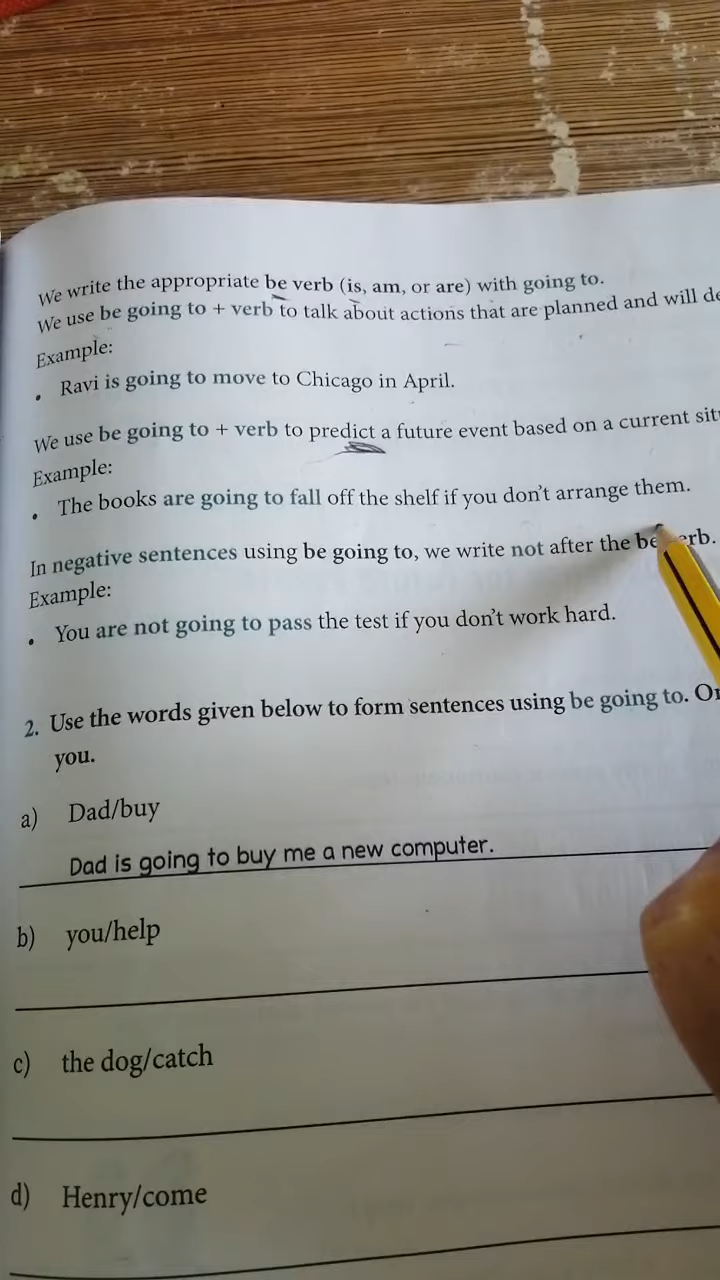 We write the appropriate be verb (is, am, or are) with going to.
We use be going to + verb to talk about actions that are planned and will
Example:
• Ravi is going to move to Chicago in April.
We use be going to + verb to predict a future event based on a current
Example:
• The books are going to fall off the shelf if you don't arrange them.
In negative sentences using be going to, we write not after the be
Example:
• You are not going to pass the test if you don't work hard.
2. Use the words given below to form sentences using be going to.
you.
a) Dad/buy
Dad is going to buy me a new computer.
b) you/help
c) the dog/catch
d) Henry/come